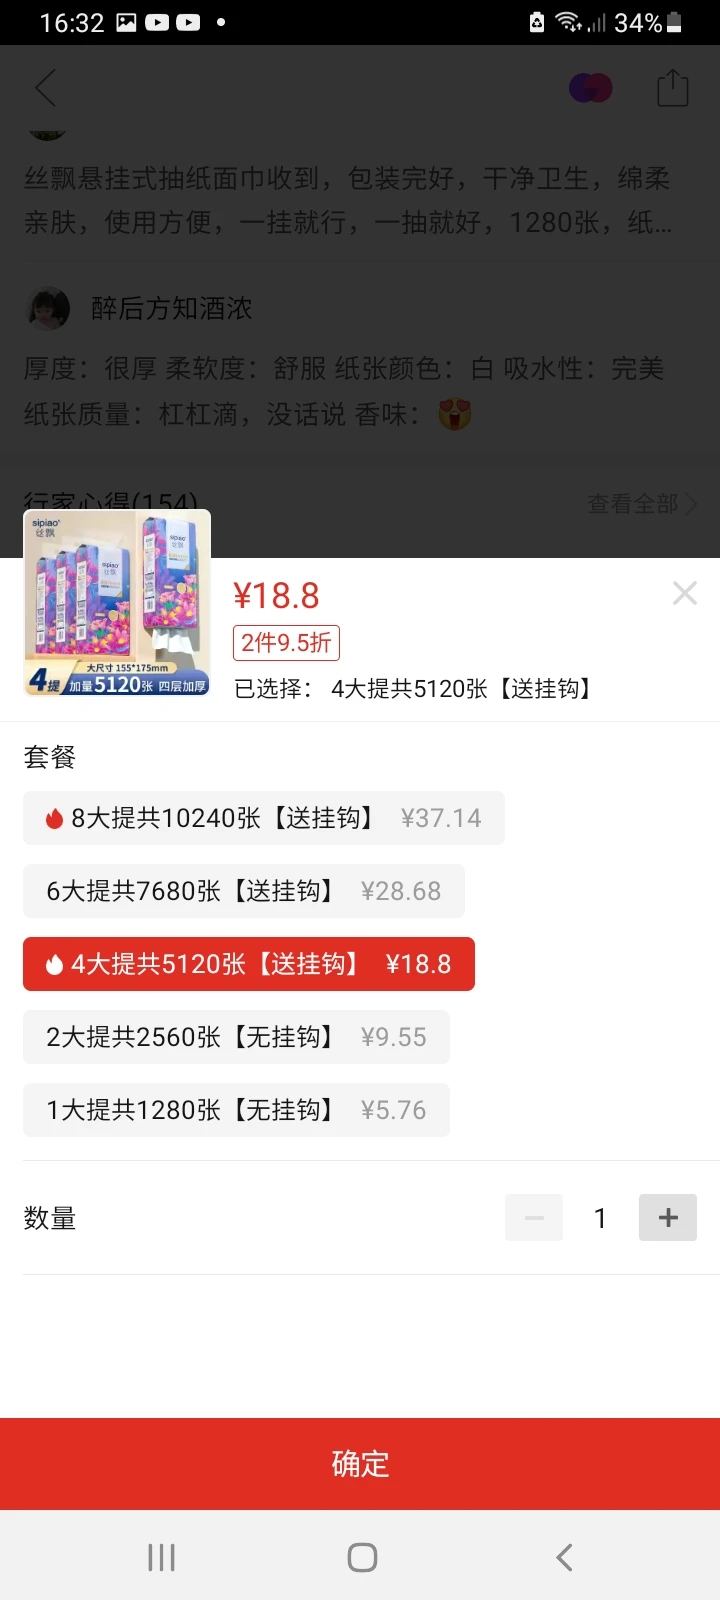 16:32
34%
丝飘悬挂式抽纸面巾收到，包装完好，干净卫生，绵柔
亲肤，使用方便，一挂就行，一抽就好，1280张，纸...
醉后方知酒浓
厚度：很厚 柔软度：舒服 纸张颜色：白 吸水性：完美
纸张质量：杠杠滴，没话说 香味：😍
行家心得(154)
查看全部
sipiao
丝飘
sipiao
sipiao
大尺寸 155*175mm
4提 加量5120张 四层加厚
¥18.8
2件9.5折
已选择： 4大提共5120张【送挂钩】
套餐
8大提共10240张【送挂钩】 ¥37.14
6大提共7680张【送挂钩】 ¥28.68
4大提共5120张【送挂钩】 ¥18.8
2大提共2560张【无挂钩】 ¥9.55
1大提共1280张【无挂钩】 ¥5.76
数量
1
确定